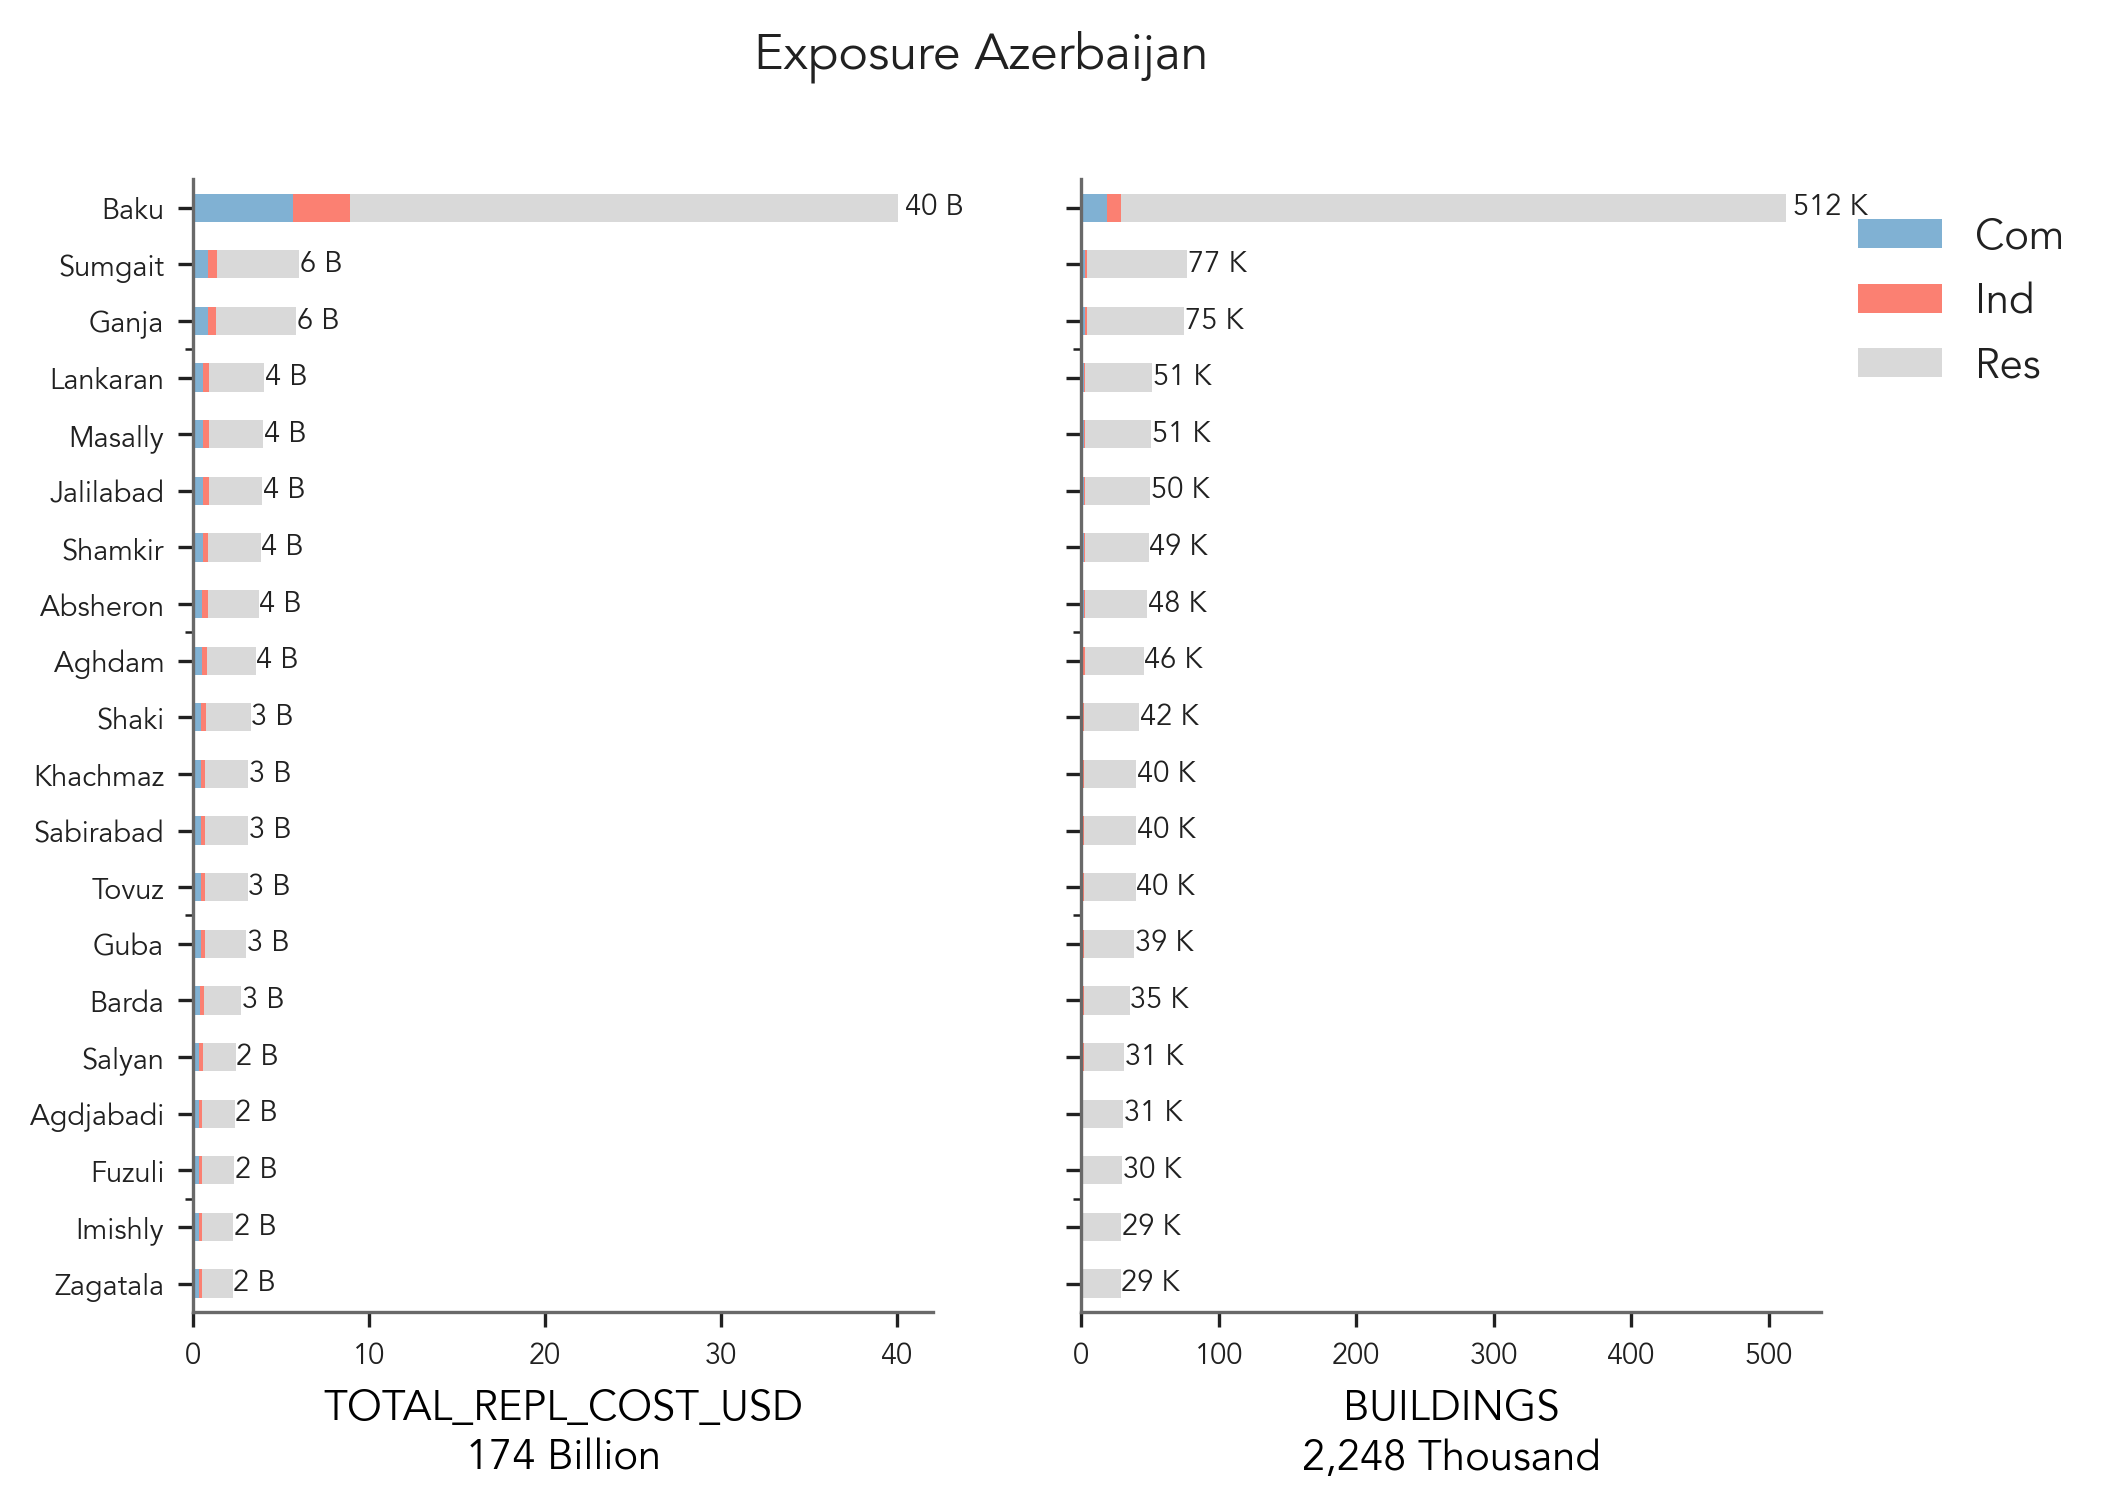 Exposure Azerbaijan
Baku 40 B 512 K
Sumgait 6 B 77 K
Ganja 6 B 75 K
Lankaran 4 B 51 K
Masally 4 B 51 K
Jalilabad 4 B 50 K
Shamkir 4 B 49 K
Absheron 4 B 48 K
Aghdam 4 B 46 K
Shaki 3 B 42 K
Khachmaz 3 B 40 K
Sabirabad 3 B 40 K
Tovuz 3 B 40 K
Guba 3 B 39 K
Barda 3 B 35 K
Salyan 2 B 31 K
Agdjabadi 2 B 31 K
Fuzuli 2 B 30 K
Imishly 2 B 29 K
Zagatala 2 B 29 K
0 10 20 30 40
TOTAL_REPL_COST_USD
174 Billion
0 100 200 300 400 500
BUILDINGS
2,248 Thousand
Com
Ind
Res